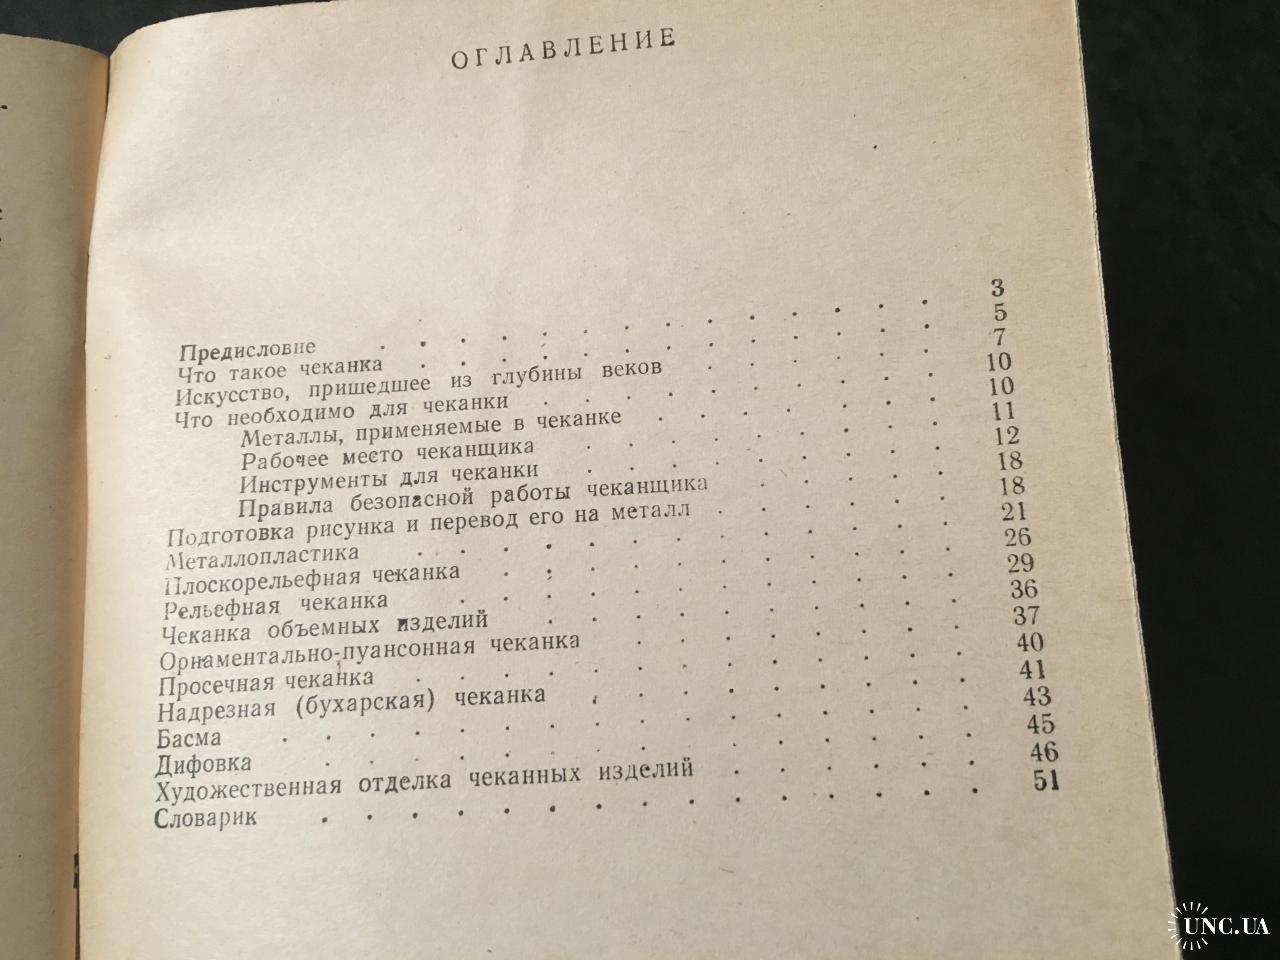 ОГЛАВЛЕНИЕ
Предисловие . . . . . . . . . . . . 3
Что такое чеканка . . . . . . . . . . . 5
Искусство, пришедшее из глубины веков . . . . . 7
Что необходимо для чеканки . . . . . . . . 10
Металлы, применяемые в чеканке . . . . . . 10
Рабочее место чеканщика . . . . . . . . 11
Инструменты для чеканки . . . . . . . . 12
Правила безопасной работы чеканщика . . . . . 18
Подготовка рисунка и перевод его на металл . . . . . . 18
Металлопластика . . . . . . . . . . . 21
Плоскорельефная чеканка . . . . . . . . . 26
Рельефная чеканка . . . . . . . . . . 29
Чеканка объемных изделий . . . . . . . . 36
Орнаментально-пуансонная чеканка . . . . . . 37
Просечная чеканка . . . . . . . . . . 40
Надрезная (бухарская) чеканка . . . . . . . 41
Басма . . . . . . . . . . . . . . 43
Дифовка . . . . . . . . . . . . . 45
Художественная отделка чеканных изделий . . . . . . 46
Словарик . . . . . . . . . . . . . 51
UNC.UA